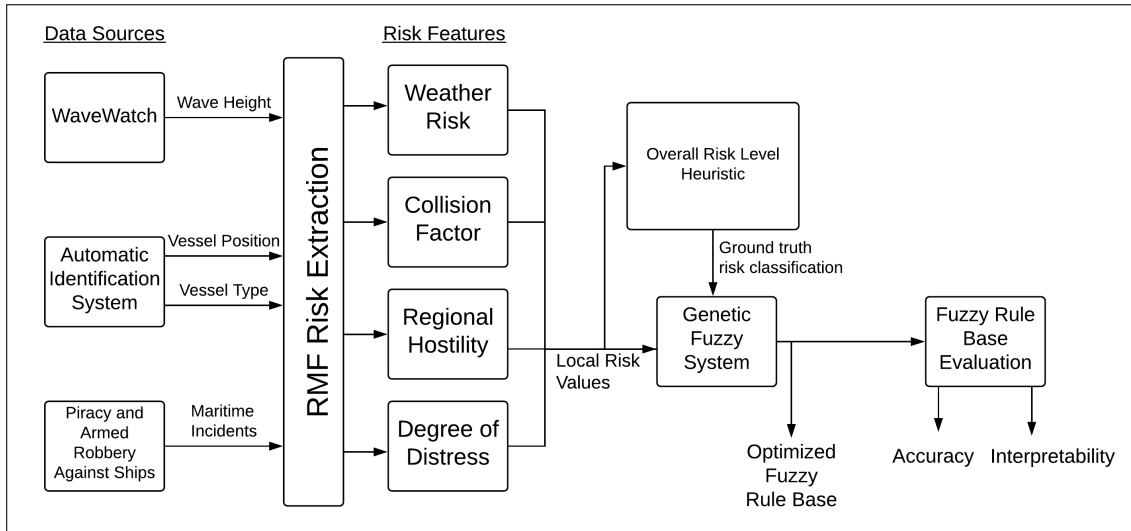 Data Sources
Risk Features
WaveWatch
Wave Height
Automatic
Identification
System
Vessel Position
Vessel Type
Piracy and
Armed
Robbery
Against Ships
Maritime
Incidents
RMF Risk Extraction
Weather
Risk
Collision
Factor
Regional
Hostility
Degree of
Distress
Local Risk
Values
Overall Risk Level
Heuristic
Ground truth
risk classification
Genetic
Fuzzy
System
Optimized
Fuzzy
Rule Base
Fuzzy Rule
Base
Evaluation
Accuracy
Interpretability